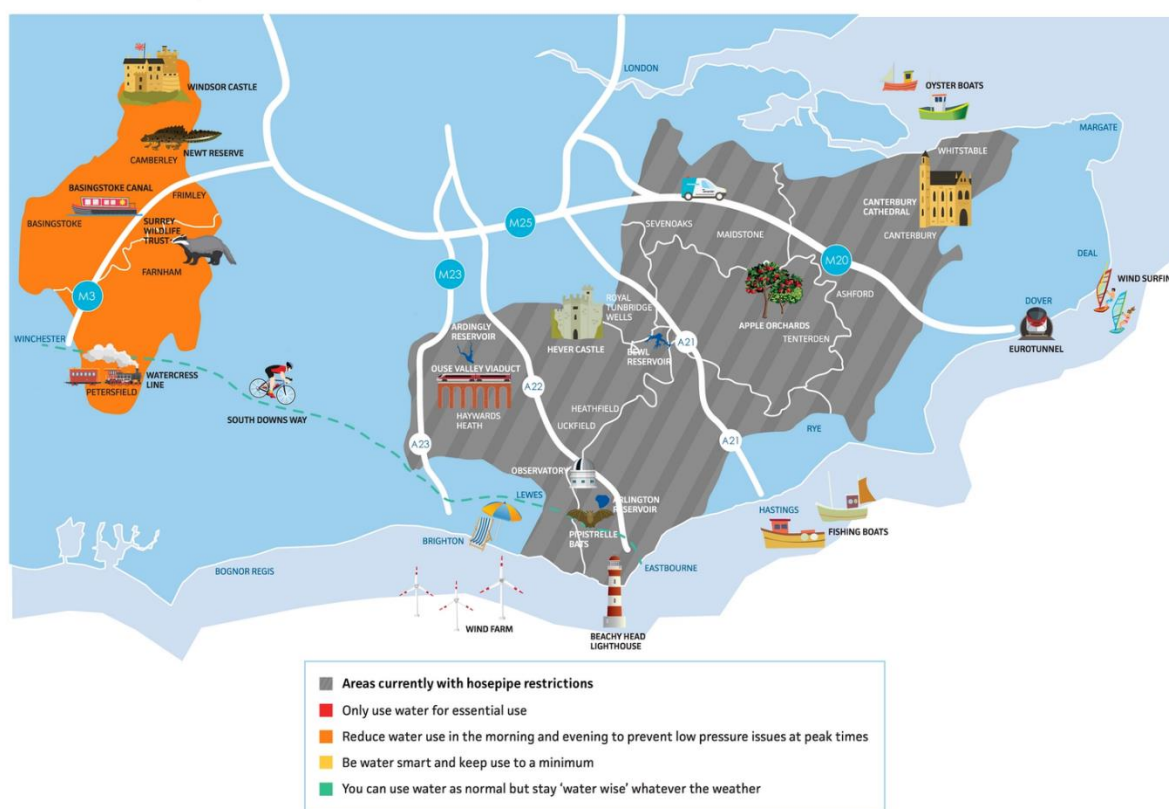 LONDON
OYSTER BOATS
WINDSOR CASTLE
MARGATE
WHITSTABLE
NEWT RESERVE
CAMBERLEY
BASINGSTOKE CANAL
FRIMLEY
BASINGSTOKE
SURREY
WILDLIFE
TRUST
FARNHAM
M3
M25
M23
SEVENOAKS
MAIDSTONE
M20
CANTERBURY
CATHEDRAL
CANTERBURY
DEAL
WIND SURFIN
ASHFORD
DOVER
EUROTUNNEL
ROYAL
TUNBRIDGE
WELLS
APPLE ORCHARDS
TENTERDEN
ARDINGLY
RESERVOIR
HEVER CASTLE
BEWL
RESERVOIR
A21
WINCHESTER
WATERCRESS
LINE
PETERSFIELD
SOUTH DOWNS WAY
OUSE VALLEY VIADUCT
A22
HAYWARDS
HEATH
HEATHFIELD
UCKFIELD
A23
A21
RYE
OBSERVATORY
LEWES
ARLINGTON
RESERVOIR
PIPISTRELLE
BATS
HASTINGS
FISHING BOATS
BRIGHTON
EASTBOURNE
BOGNOR REGIS
WIND FARM
BEACHY HEAD
LIGHTHOUSE
Areas currently with hosepipe restrictions
Only use water for essential use
Reduce water use in the morning and evening to prevent low pressure issues at peak times
Be water smart and keep use to a minimum
You can use water as normal but stay 'water wise' whatever the weather